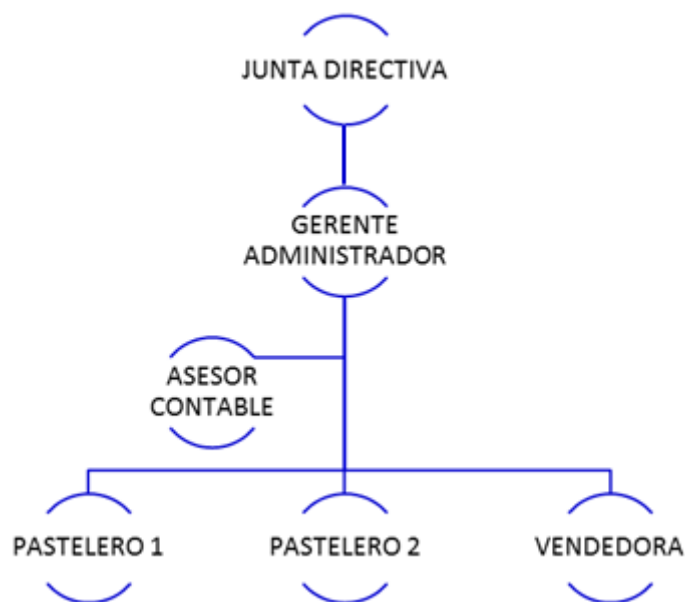 JUNTA DIRECTIVA
GERENTE
ADMINISTRADOR
ASESOR
CONTABLE
PASTELERO 1
PASTELERO 2
VENDEDORA